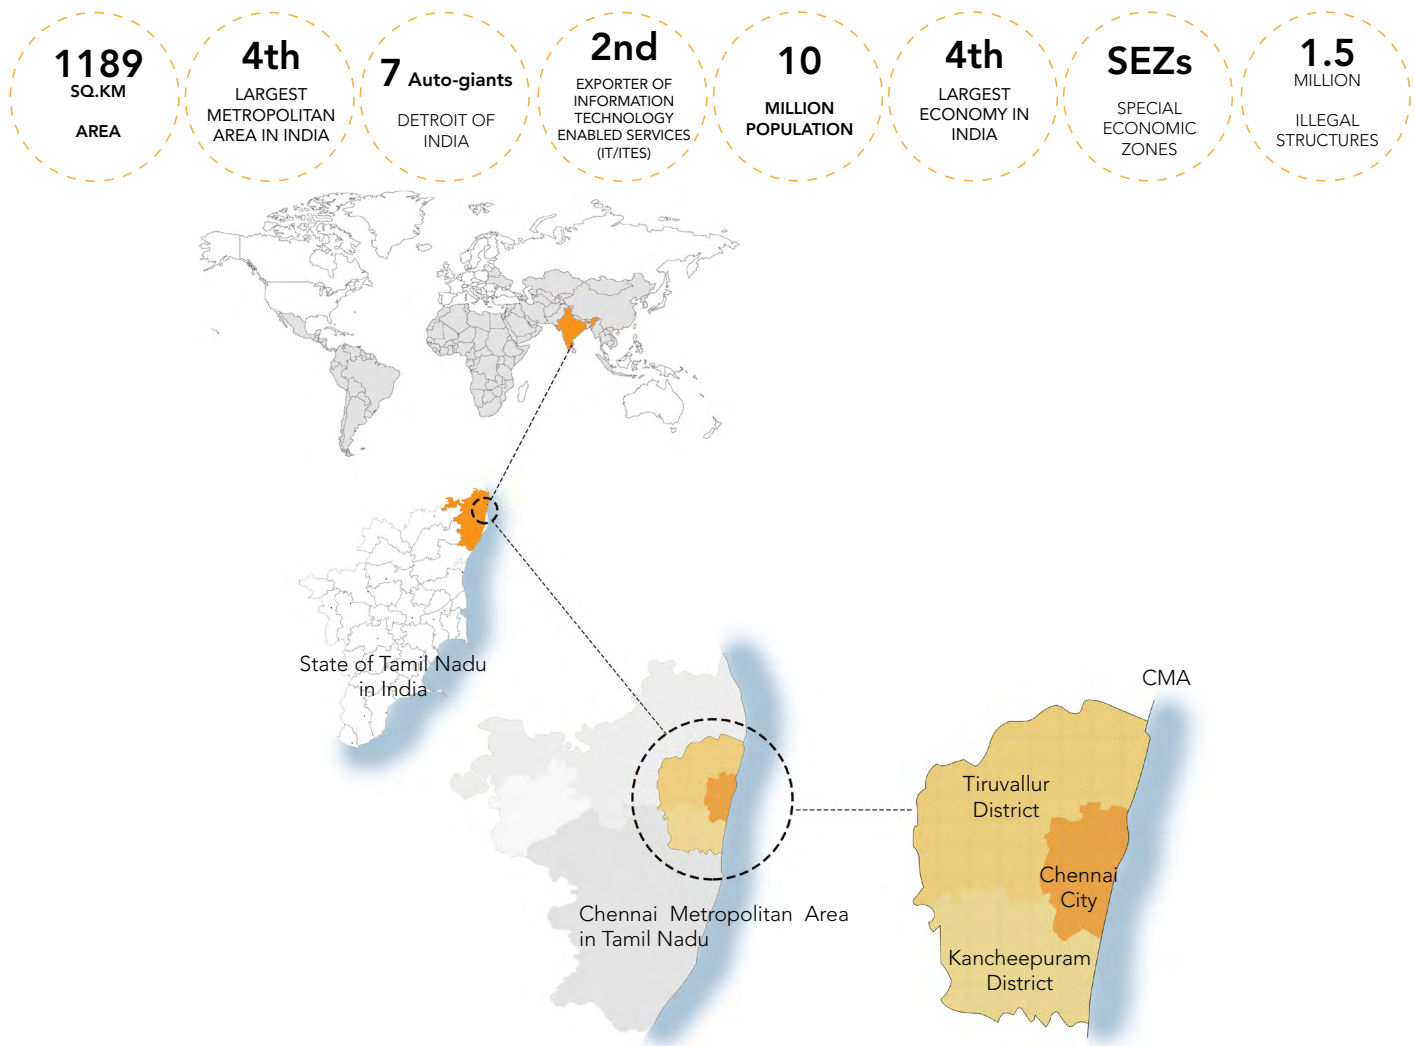 1189
SQ.KM
AREA
4th
LARGEST
METROPOLITAN
AREA IN INDIA
7 Auto-giants
DETROIT OF
INDIA
2nd
EXPORTER OF
INFORMATION
TECHNOLOGY
ENABLED SERVICES
(IT/ITES)
10
MILLION
POPULATION
4th
LARGEST
ECONOMY IN
INDIA
SEZs
SPECIAL
ECONOMIC
ZONES
1.5
MILLION
ILLEGAL
STRUCTURES
State of Tamil Nadu
in India
Chennai Metropolitan Area
in Tamil Nadu
CMA
Tiruvallur
District
Chennai
City
Kancheepuram
District